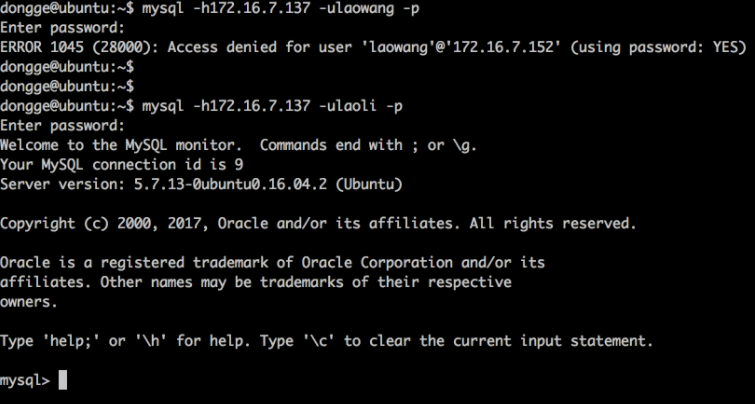 dongge@ubuntu:~$ mysql -h172.16.7.137 -ulaowang -p
Enter password:
ERROR 1045 (28000): Access denied for user 'laowang'@'172.16.7.152' (using password: YES)
dongge@ubuntu:~$
dongge@ubuntu:~$
dongge@ubuntu:~$ mysql -h172.16.7.137 -ulaoli -p
Enter password:
Welcome to the MySQL monitor.  Commands end with ; or \g.
Your MySQL connection id is 9
Server version: 5.7.13-0ubuntu0.16.04.2 (Ubuntu)
Copyright (c) 2000, 2017, Oracle and/or its affiliates. All rights reserved.
Oracle is a registered trademark of Oracle Corporation and/or its
affiliates. Other names may be trademarks of their respective
owners.
Type 'help;' or '\h' for help. Type '\c' to clear the current input statement.
mysql>